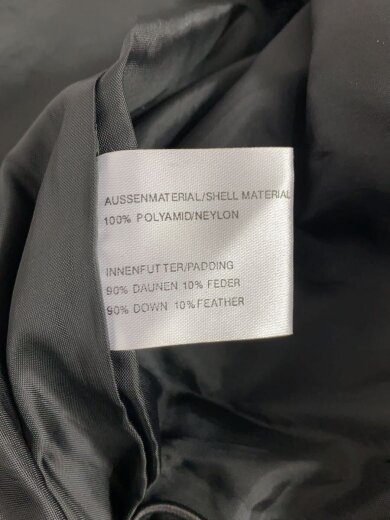 AUSSENMATERIAL/SHELL MATERIAL
100% POLYAMID/NEYLON
INNENFUTTER/PADDING
90% DAUNEN 10% FEDER
90% DOWN 10%FEATHER